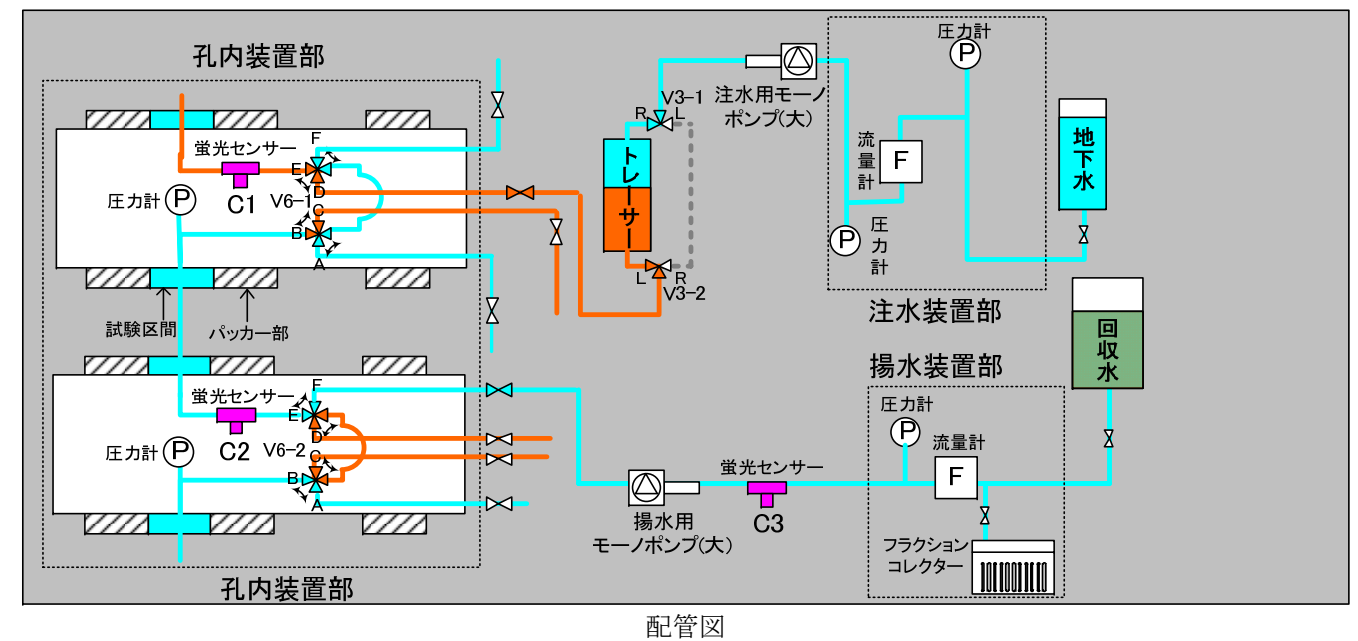 孔内装置部
F
蛍光センサー
E
C1
V6-1
D
C
圧力計
P
B
A
試験区間
パッカー部
F
蛍光センサー
E
C2
V6-2
D
C
圧力計
P
B
A
孔内装置部
V3-1
R
L
トレーサー
L
R
V3-2
注水用モーノ
ポンプ(大)
圧力計
P
流量計
F
P
圧力計
地下水
注水装置部
回収水
揚水装置部
圧力計
P
流量計
F
蛍光センサー
C3
揚水用
モーノポンプ(大)
フラクション
コレクター
配管図